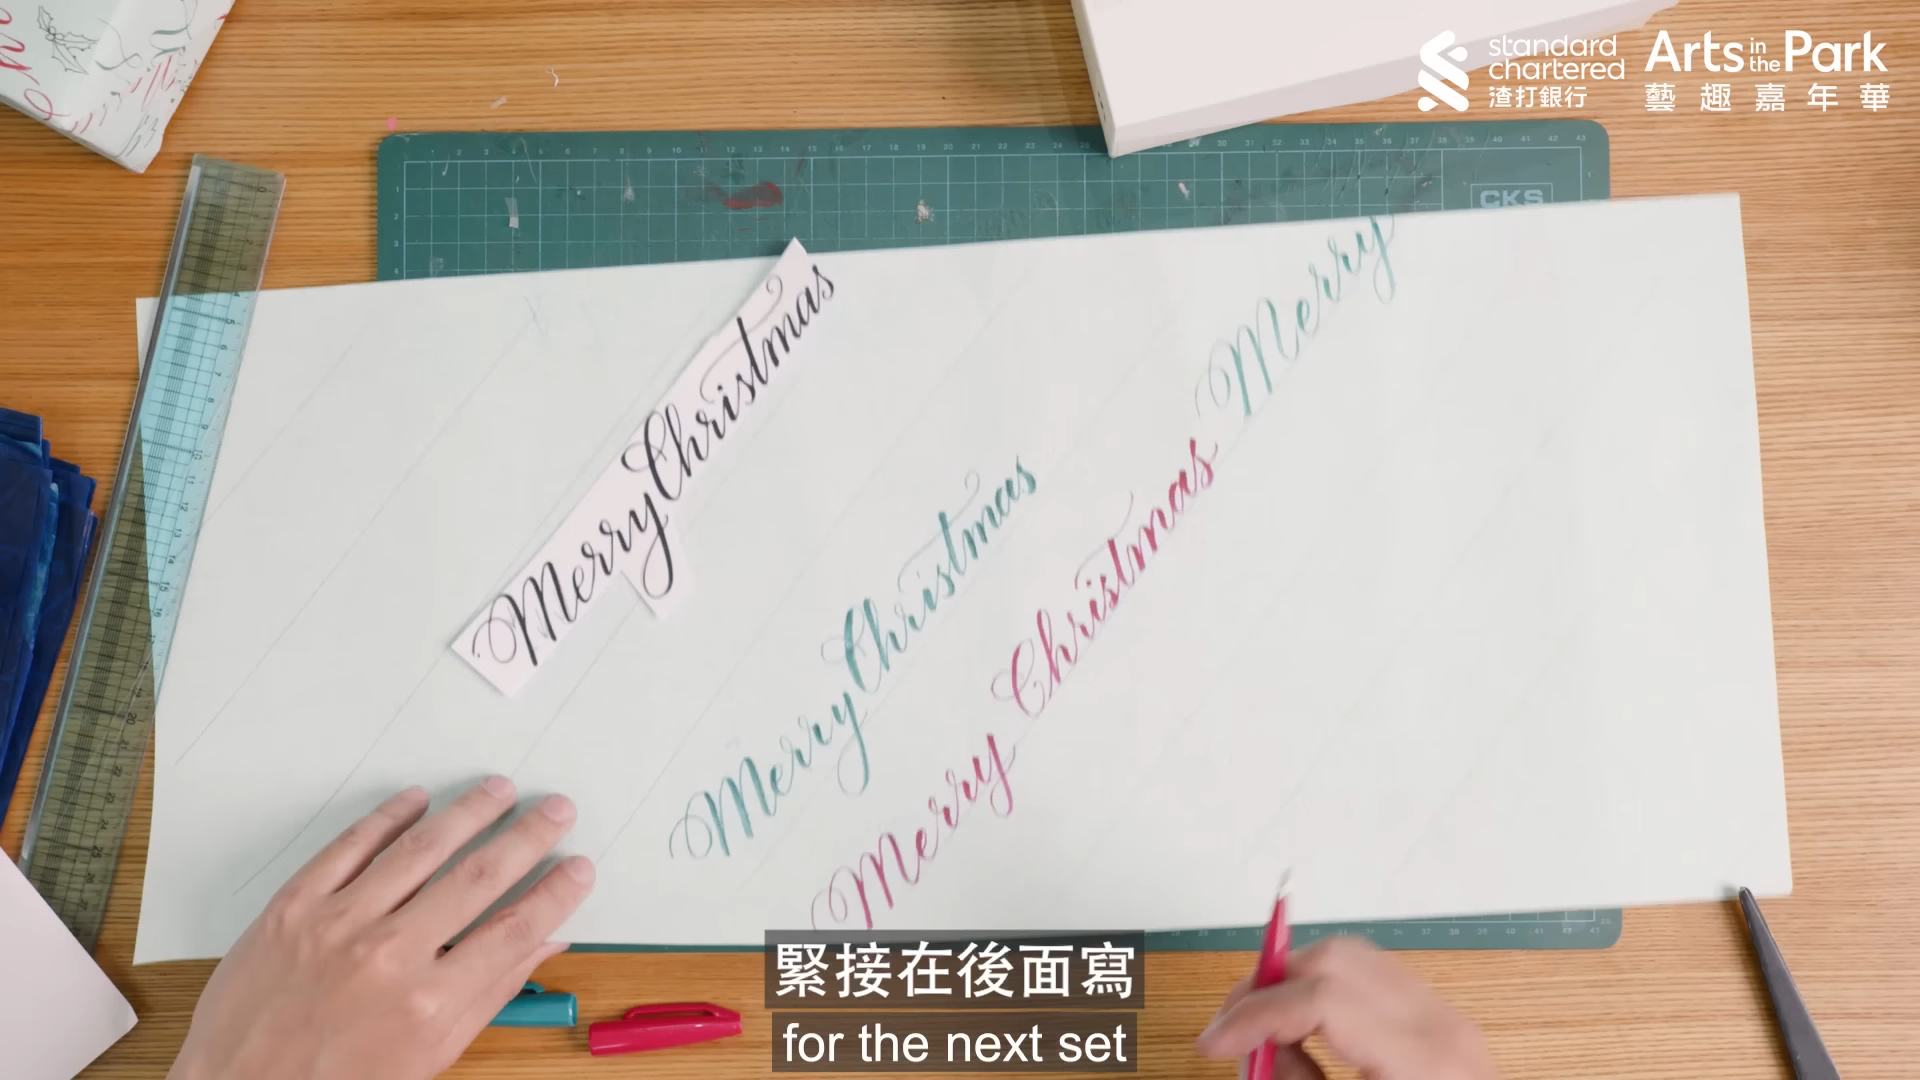 standard
chartered
渣打銀行
Arts in the Park
藝趣嘉年華
CKS
Merry Christmas
Merry Christmas
Merry Christmas Merry
緊接在後面寫
for the next set